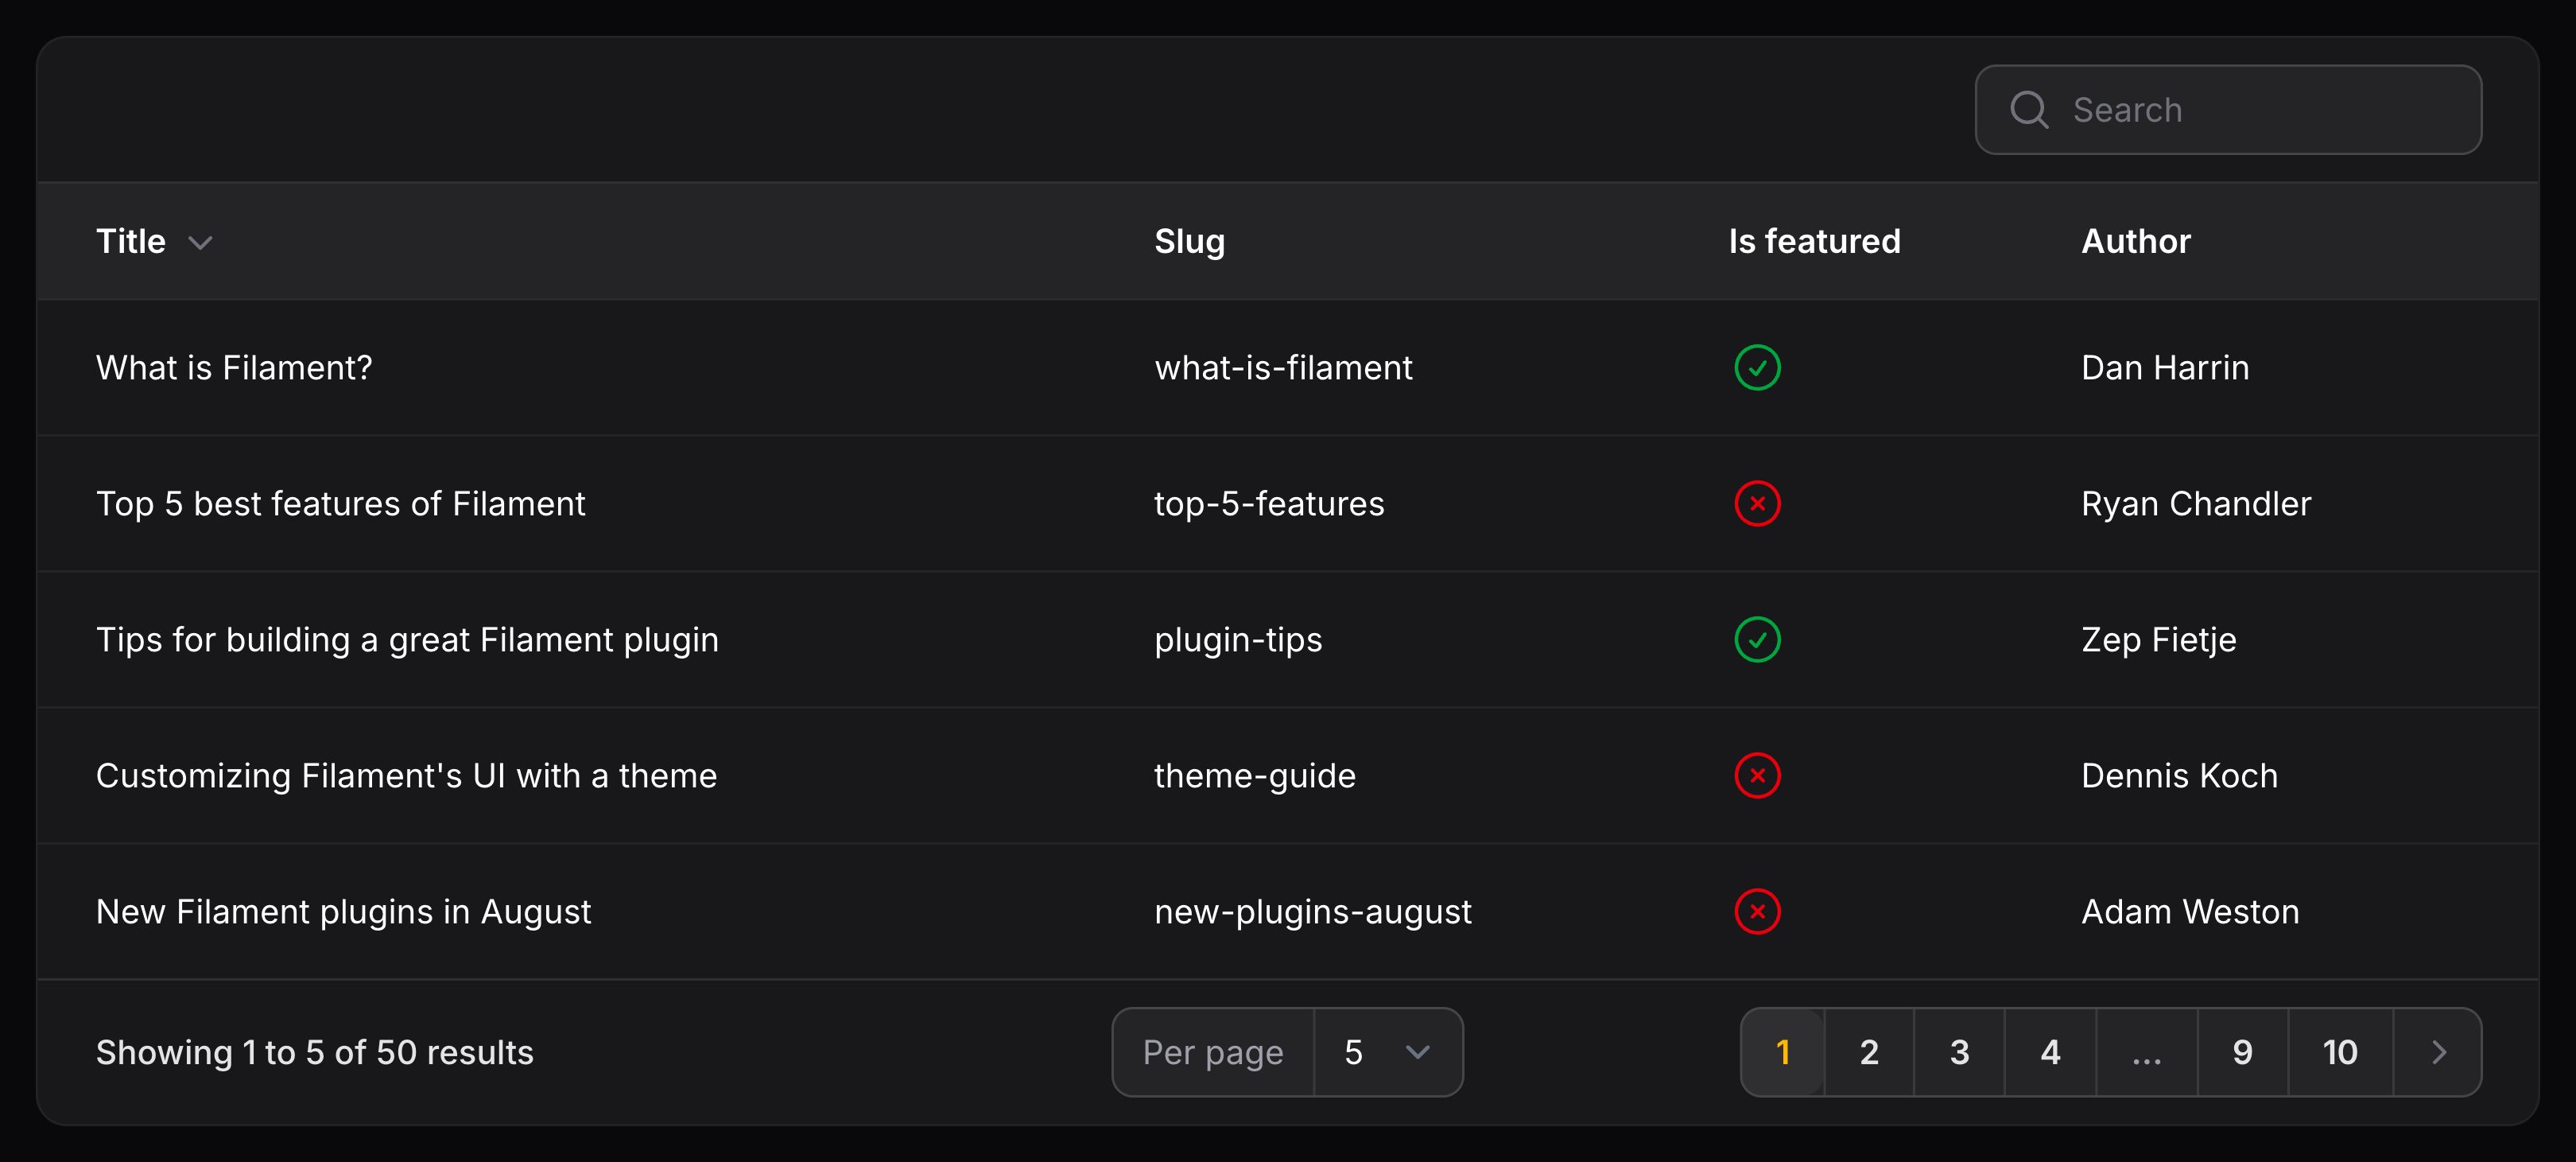 Search
Title Slug Is featured Author
What is Filament? what-is-filament Dan Harrin
Top 5 best features of Filament top-5-features Ryan Chandler
Tips for building a great Filament plugin plugin-tips Zep Fietje
Customizing Filament's UI with a theme theme-guide Dennis Koch
New Filament plugins in August new-plugins-august Adam Weston
Showing 1 to 5 of 50 results Per page 5 1 2 3 4 ... 9 10